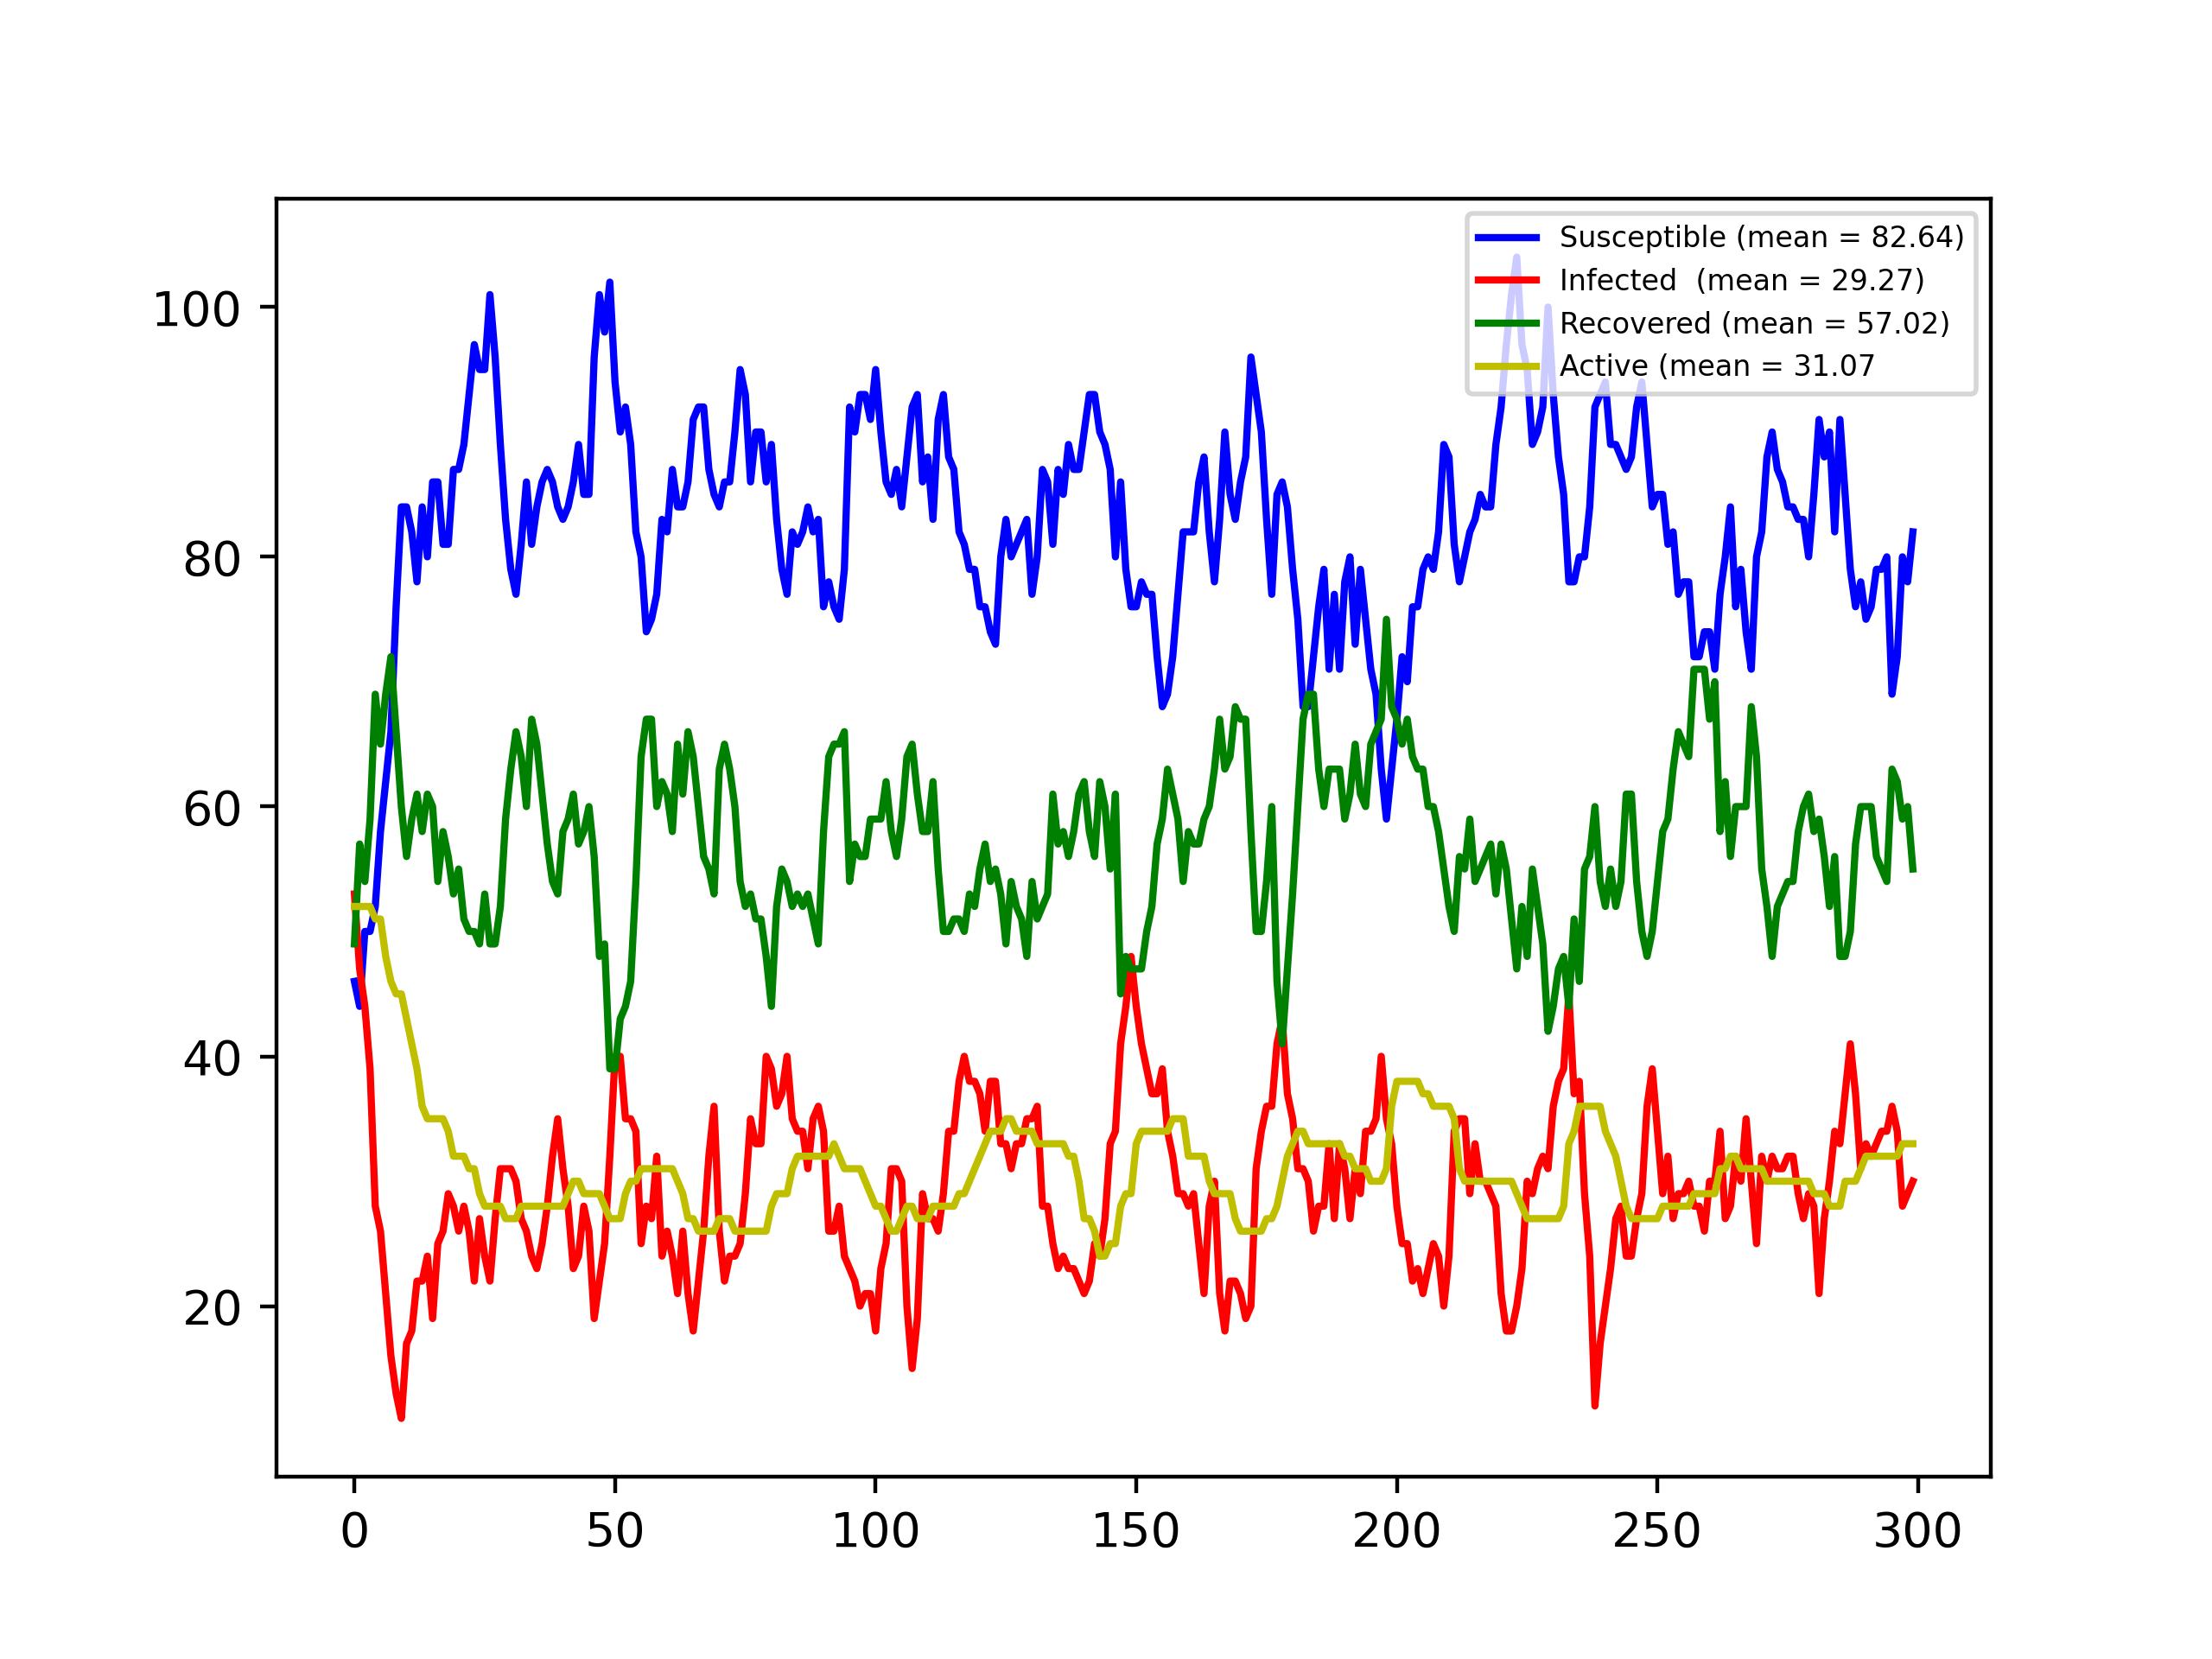 Susceptible (mean = 82.64)
Infected  (mean = 29.27)
Recovered (mean = 57.02)
Active (mean = 31.07
100
80
60
40
20
0 50 100 150 200 250 300